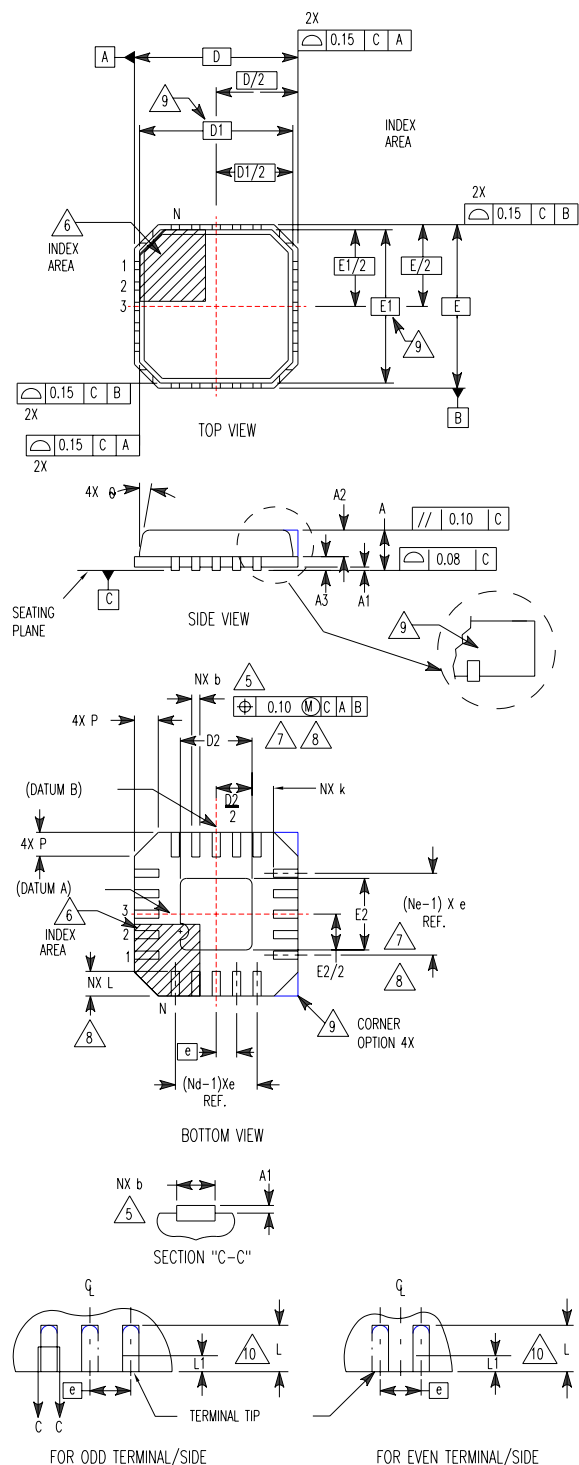 2X
⌓ 0.15 C A
A
D
D/2
9
D1
INDEX
AREA
D1/2
2X
⌓ 0.15 C B
N
6
INDEX
AREA
1
2
3
E1/2
E/2
E1
E
9
⌓ 0.15 C B
2X
B
TOP VIEW
⌓ 0.15 C A
2X
4X θ
A2
A
// 0.10 C
⌓ 0.08 C
C
A3
A1
SEATING
PLANE
SIDE VIEW
9
NX b
5
⌖ 0.10 Ⓜ C A B
4X P
D2
7
8
(DATUM B)
D2
2
NX k
4X P
(DATUM A)
(Ne-1) X e
REF.
6
3
INDEX
AREA
2
1
E2
E2/2
7
8
NX L
8
N
9
CORNER
OPTION 4X
e
(Nd-1)Xe
REF.
BOTTOM VIEW
NX b
A1
5
SECTION "C-C"
℄
℄
10
L
L1
10
L
L1
e
e
C
C
TERMINAL TIP
FOR ODD TERMINAL/SIDE
FOR EVEN TERMINAL/SIDE